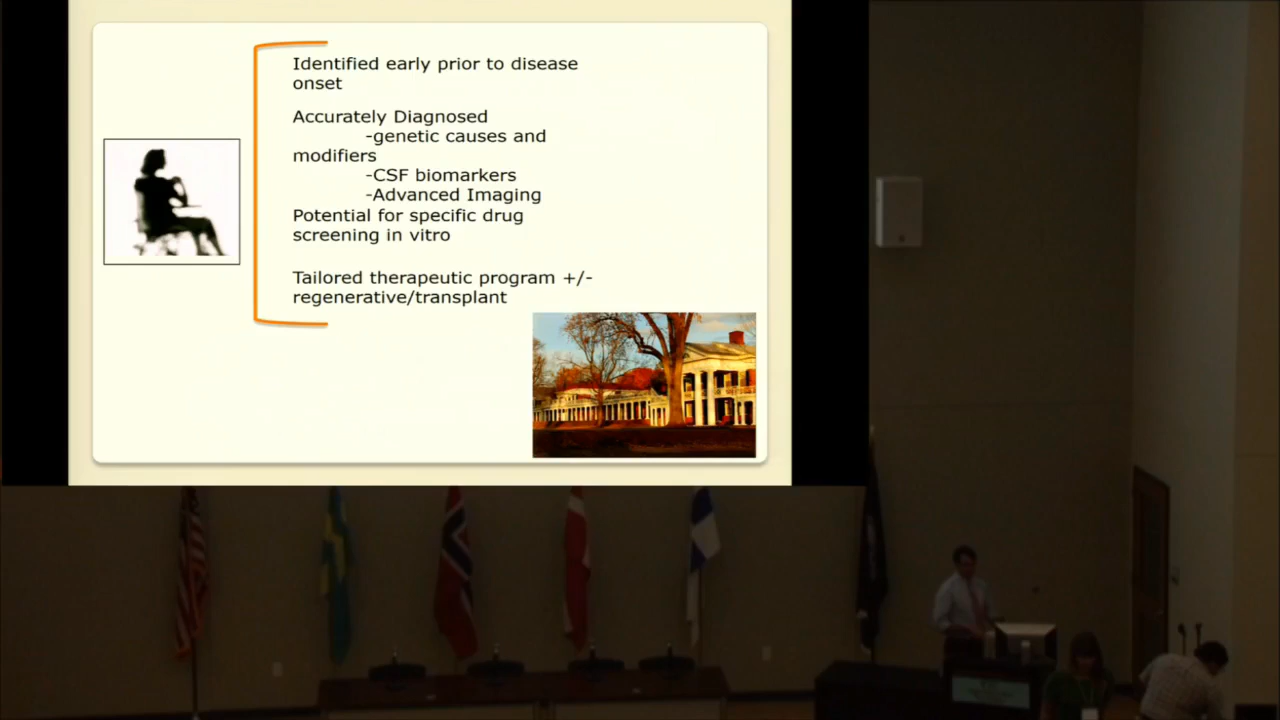 Identified early prior to disease
onset
Accurately Diagnosed
-genetic causes and
modifiers
-CSF biomarkers
-Advanced Imaging
Potential for specific drug
screening in vitro
Tailored therapeutic program +/-
regenerative/transplant